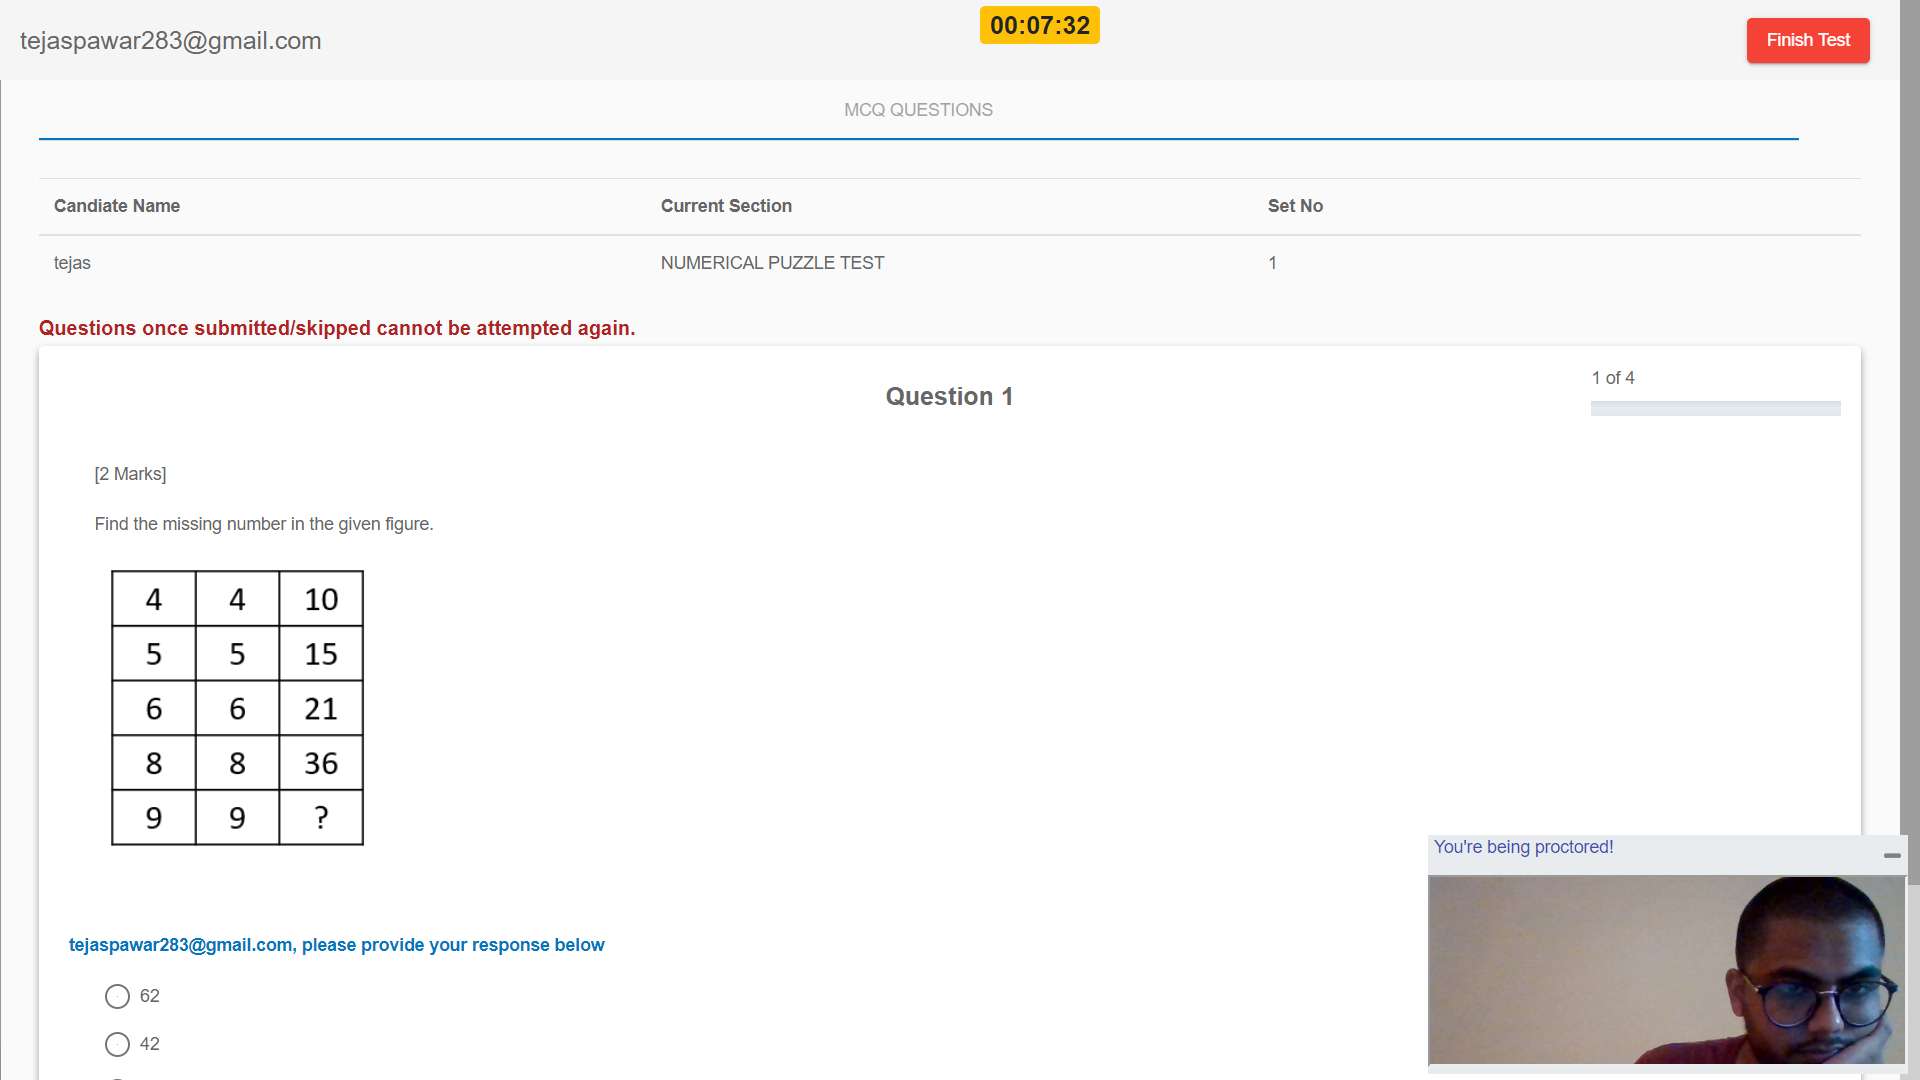 tejaspawar283@gmail.com
00:07:32
Finish Test
MCQ QUESTIONS
Candiate Name Current Section Set No
tejas NUMERICAL PUZZLE TEST 1
Questions once submitted/skipped cannot be attempted again.
1 of 4
Question 1
[2 Marks]
Find the missing number in the given figure.
4 4 10
5 5 15
6 6 21
8 8 36
9 9 ?
You're being proctored!
tejaspawar283@gmail.com, please provide your response below
62
42